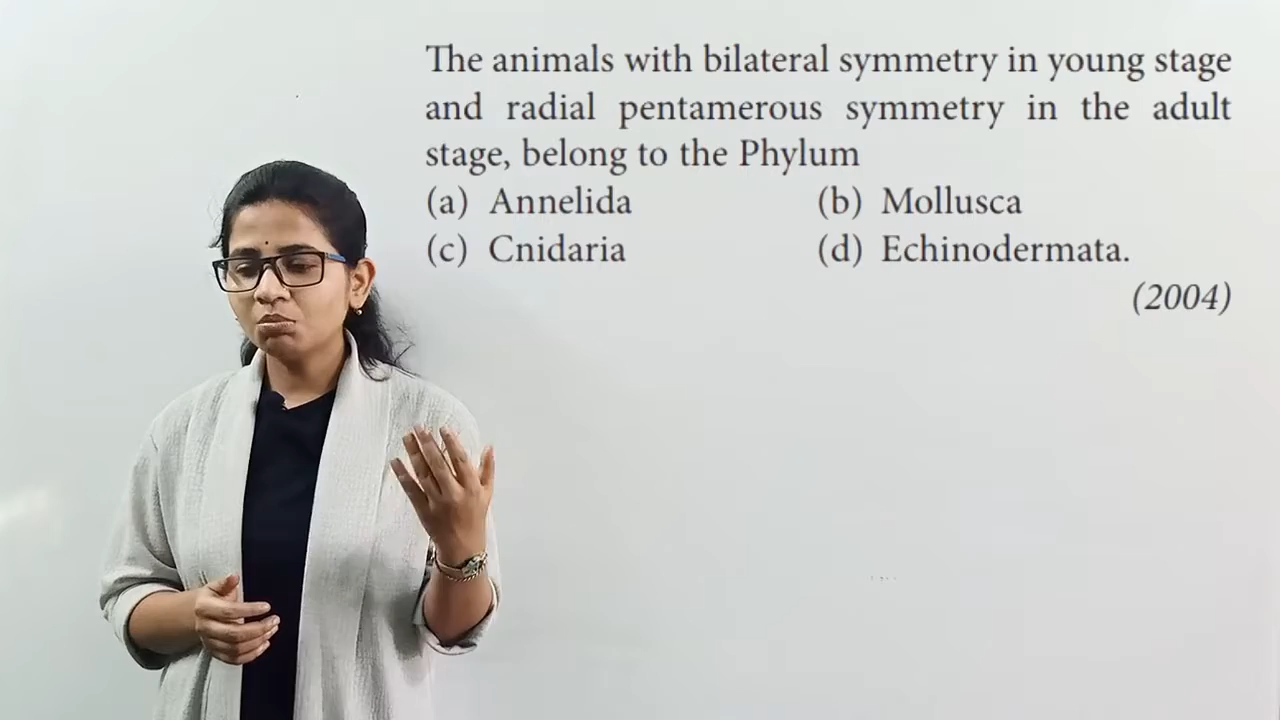 The animals with bilateral symmetry in young stage
and radial pentamerous symmetry in the adult
stage, belong to the Phylum
(a) Annelida (b) Mollusca
(c) Cnidaria (d) Echinodermata.
(2004)